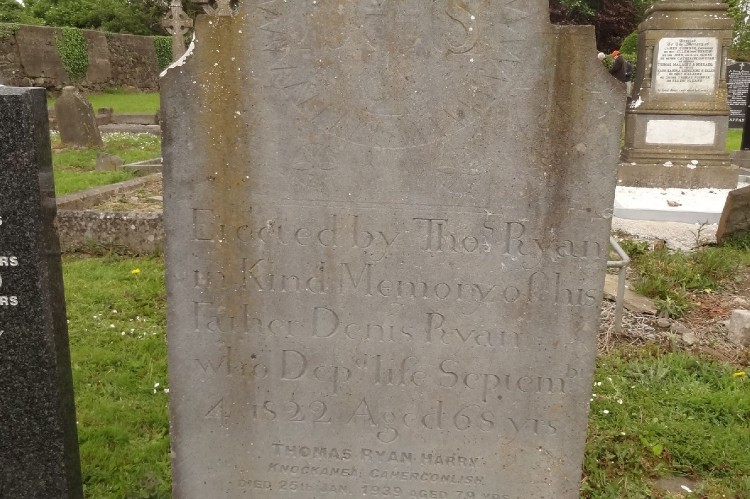 Erected by Thos Ryan
in Kind Memory of his
Father Denis Ryan
who Depd life Septembr
4 1822 Aged 68 yrs
THOMAS RYAN HARRY
KNOCKANEA, CAHERCONLISH
DIED 25TH JAN. 1939 AGED 79 YRS